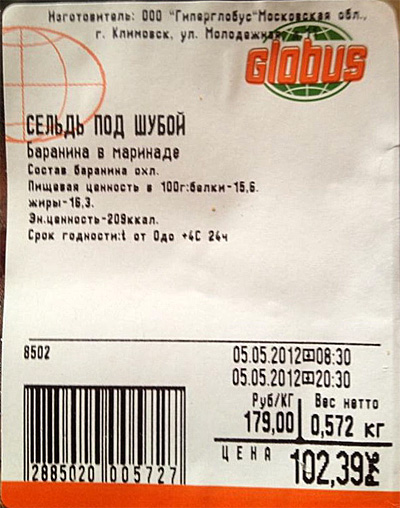 Изготовитель: ООО "Гиперглобус"Московская обл.,
г. Климовск, ул. Молодежная,
Globus
СЕЛЬДЬ ПОД ШУБОЙ
Баранина в маринаде
Состав баранина охл.
Пищевая ценность в 100г:белки-15,6.
жиры-16,3.
Эн.ценность-209ккал.
Срок годности:t от 0до +4С 24ч
8502
05.05.2012 08:30
05.05.2012 20:30
Руб/КГ Вес нетто
179,00 0,572 кг
ЦЕНА 102,39
2885020 005727